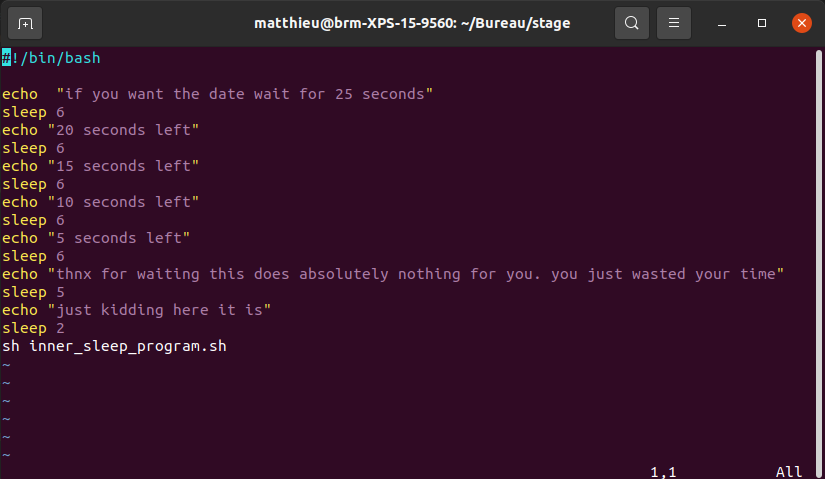 matthieu@brm-XPS-15-9560: ~/Bureau/stage
#!/bin/bash
echo  "if you want the date wait for 25 seconds"
sleep 6
echo "20 seconds left"
sleep 6
echo "15 seconds left"
sleep 6
echo "10 seconds left"
sleep 6
echo "5 seconds left"
sleep 6
echo "thnx for waiting this does absolutely nothing for you. you just wasted your time"
sleep 5
echo "just kidding here it is"
sleep 2
sh inner_sleep_program.sh
~
~
~
~
~
~
1,1 All